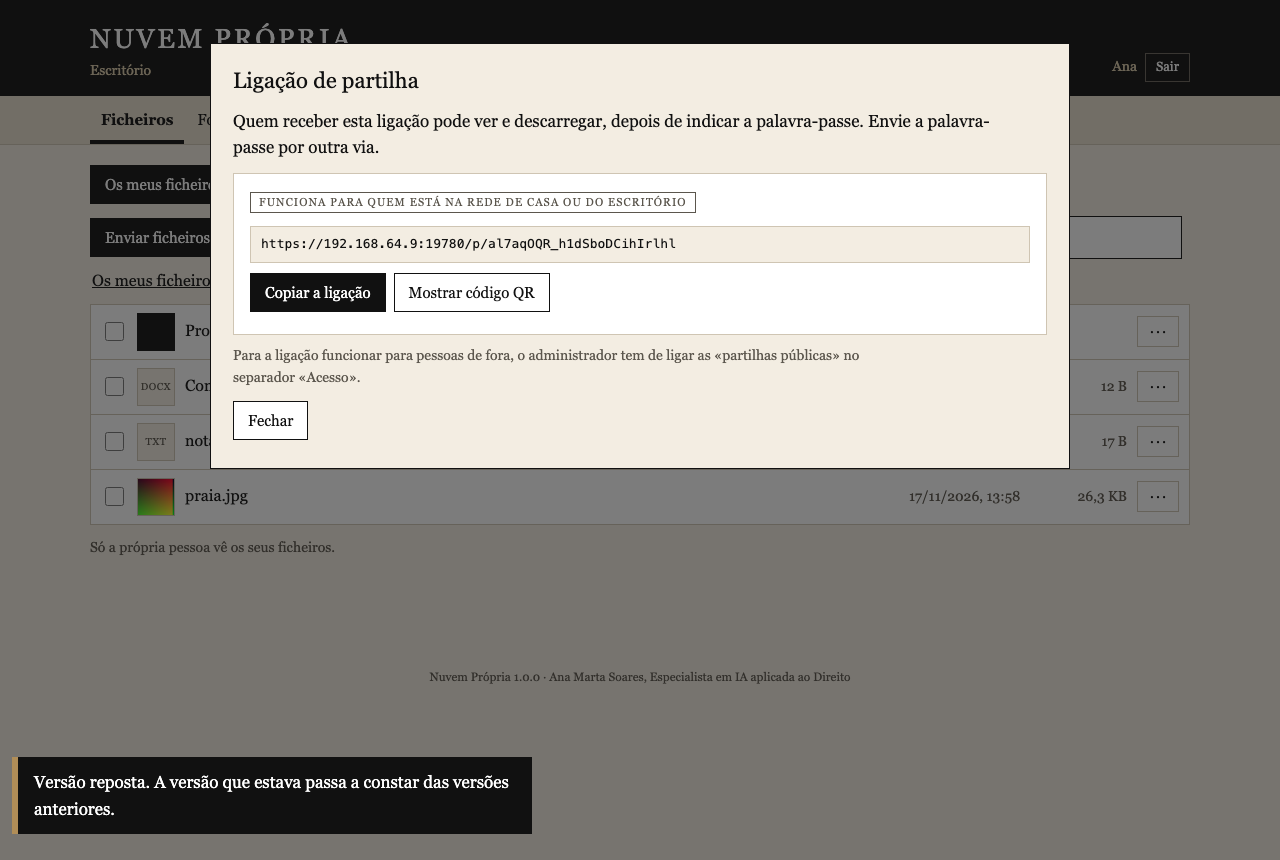 NUVEM PRÓPRIA
Escritório
Ana
Sair
Ficheiros
Ligação de partilha
Quem receber esta ligação pode ver e descarregar, depois de indicar a palavra-passe. Envie a palavra-
passe por outra via.
FUNCIONA PARA QUEM ESTÁ NA REDE DE CASA OU DO ESCRITÓRIO
https://192.168.64.9:19780/p/al7aqOQR_h1dSboDCihIrlhl
Copiar a ligação
Mostrar código QR
Para a ligação funcionar para pessoas de fora, o administrador tem de ligar as «partilhas públicas» no
separador «Acesso».
Fechar
Os meus
Enviar ficheiros
Os meus
DOCX
12 B
TXT
17 B
praia.jpg
17/11/2026, 13:58
26,3 KB
Só a própria pessoa vê os seus ficheiros.
Nuvem Própria 1.0.0 · Ana Marta Soares, Especialista em IA aplicada ao Direito
Versão reposta. A versão que estava passa a constar das versões
anteriores.